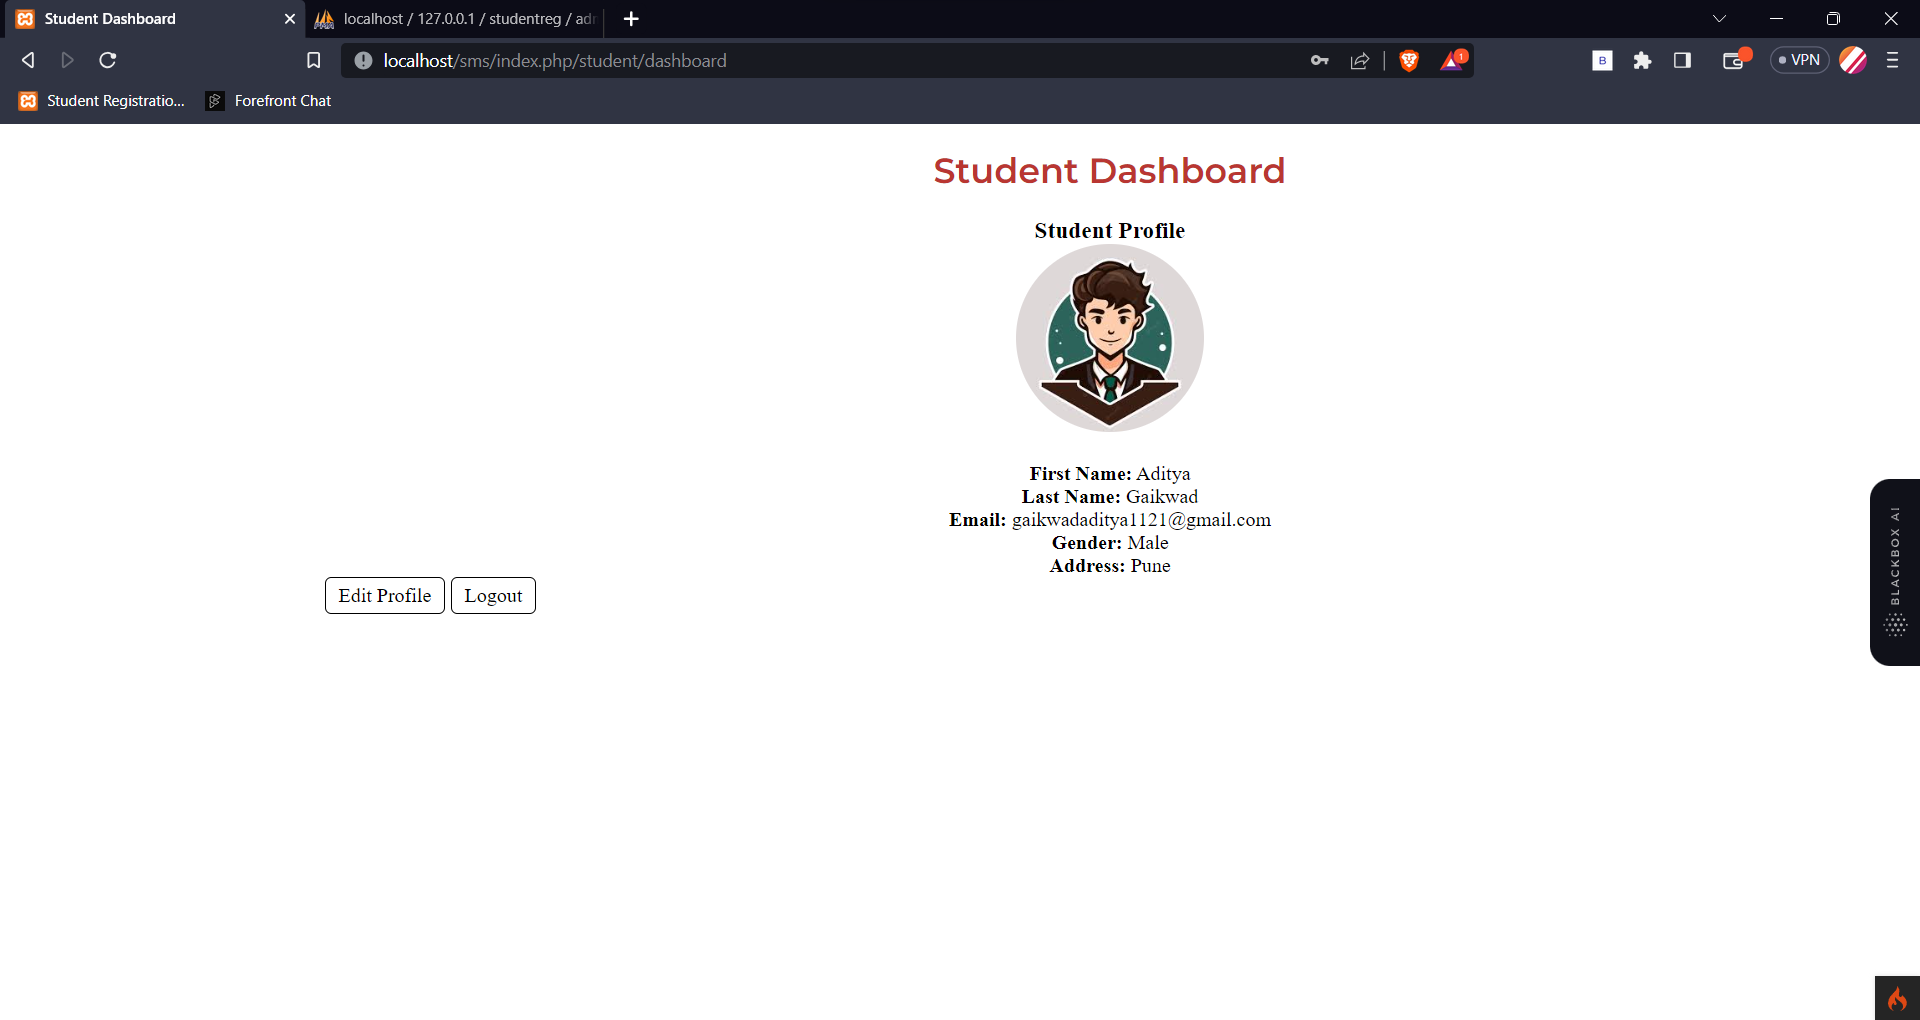 Student Dashboard
localhost / 127.0.0.1 / studentreg / adr
localhost/sms/index.php/student/dashboard
1
B
VPN
Student Registratio...
Forefront Chat
Student Dashboard
Student Profile
First Name: Aditya
Last Name: Gaikwad
Email: gaikwadaditya1121@gmail.com
Gender: Male
Address: Pune
Edit Profile
Logout
BLACKBOX AI